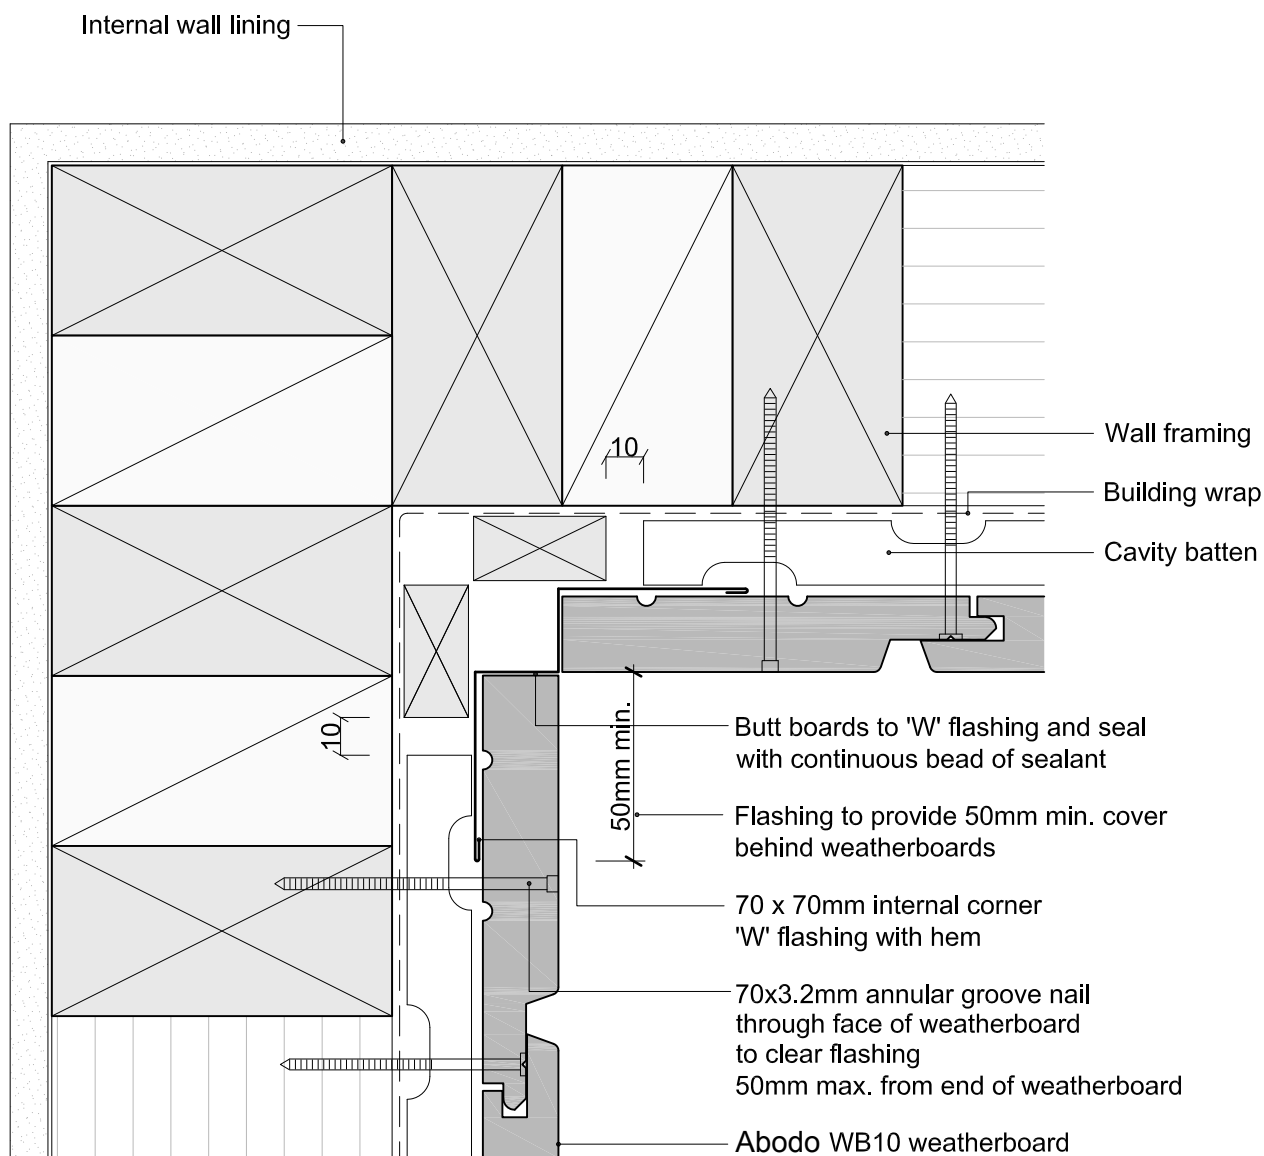 Internal wall lining
10
Wall framing
Building wrap
Cavity batten
10
50mm min.
Butt boards to 'W' flashing and seal
with continuous bead of sealant
Flashing to provide 50mm min. cover
behind weatherboards
70 x 70mm internal corner
'W' flashing with hem
70x3.2mm annular groove nail
through face of weatherboard
to clear flashing
50mm max. from end of weatherboard
Abodo WB10 weatherboard